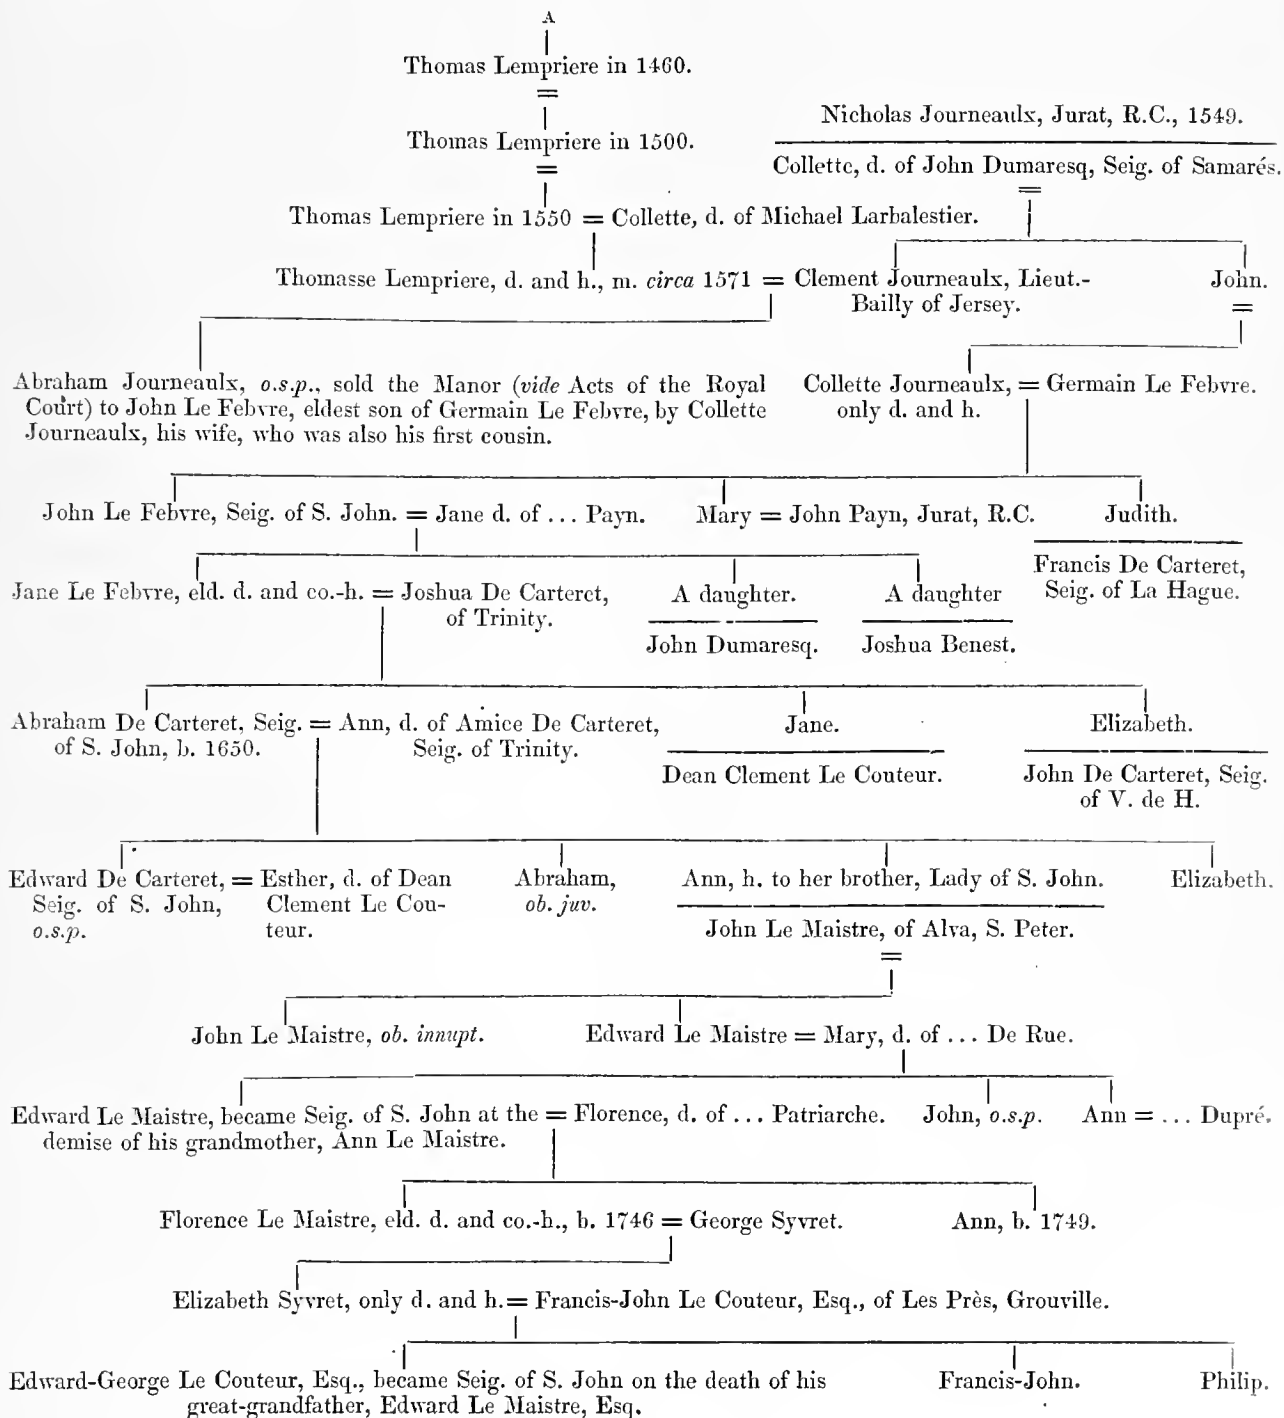 A
Thomas Lempriere in 1460.
=
Nicholas Journeaulx, Jurat, R.C., 1549.
Thomas Lempriere in 1500.
=
Collette, d. of John Dumaresq, Seig. of Samarés.
=
Thomas Lempriere in 1550 = Collette, d. of Michael Larbalestier.
Thomasse Lempriere, d. and h., m. circa 1571 = Clement Journeaulx, Lieut.-
Bailly of Jersey.
John.
=
Abraham Journeaulx, o.s.p., sold the Manor (vide Acts of the Royal
Court) to John Le Febvre, eldest son of Germain Le Febvre, by Collette
Journeaulx, his wife, who was also his first cousin.
Collette Journeaulx, = Germain Le Febvre.
only d. and h.
John Le Febvre, Seig. of S. John. = Jane d. of ... Payn.
Mary = John Payn, Jurat, R.C.
Judith.
Francis De Carteret,
Seig. of La Hague.
Jane Le Febvre, eld. d. and co.-h. = Joshua De Carteret,
of Trinity.
A daughter.
John Dumaresq.
A daughter
Joshua Benest.
Abraham De Carteret, Seig. = Ann, d. of Amice De Carteret,
of S. John, b. 1650. Seig. of Trinity.
Jane.
Dean Clement Le Couteur.
Elizabeth.
John De Carteret, Seig.
of V. de H.
Edward De Carteret, = Esther, d. of Dean
Seig. of S. John, Clement Le Cou-
o.s.p. teur.
Abraham,
ob. juv.
Ann, h. to her brother, Lady of S. John.
John Le Maistre, of Alva, S. Peter.
=
Elizabeth.
John Le Maistre, ob. innupt.
Edward Le Maistre = Mary, d. of ... De Rue.
Edward Le Maistre, became Seig. of S. John at the = Florence, d. of ... Patriarche.
demise of his grandmother, Ann Le Maistre.
John, o.s.p.
Ann = ... Dupré.
Florence Le Maistre, eld. d. and co.-h., b. 1746 = George Syvret.
Ann, b. 1749.
Elizabeth Syvret, only d. and h. = Francis-John Le Couteur, Esq., of Les Près, Grouville.
Edward-George Le Couteur, Esq., became Seig. of S. John on the death of his
great-grandfather, Edward Le Maistre, Esq.
Francis-John.
Philip.